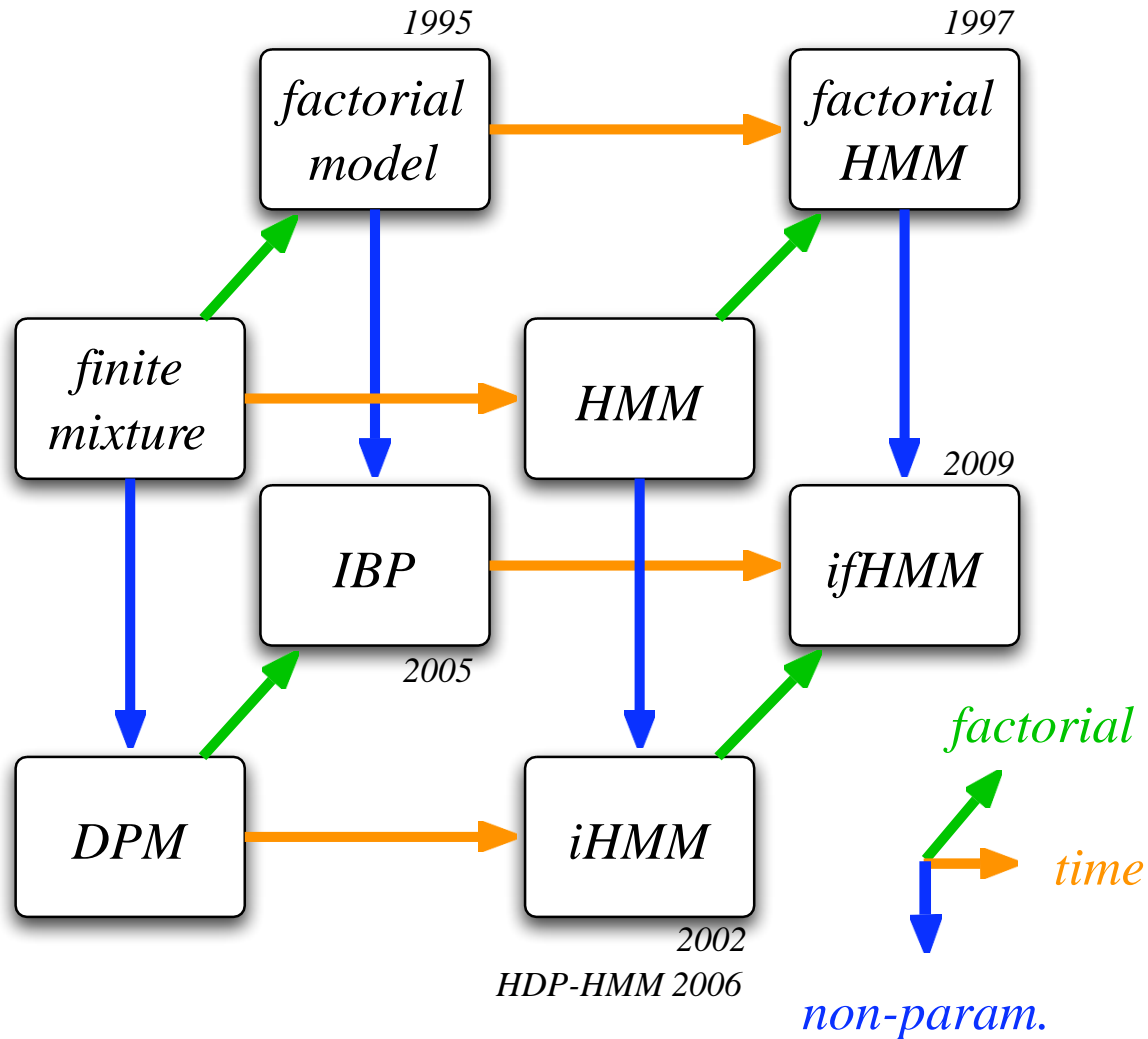 1995
1997
factorial
model
factorial
HMM
finite
mixture
HMM
2009
IBP
ifHMM
2005
factorial
DPM
iHMM
time
2002
HDP-HMM 2006
non-param.